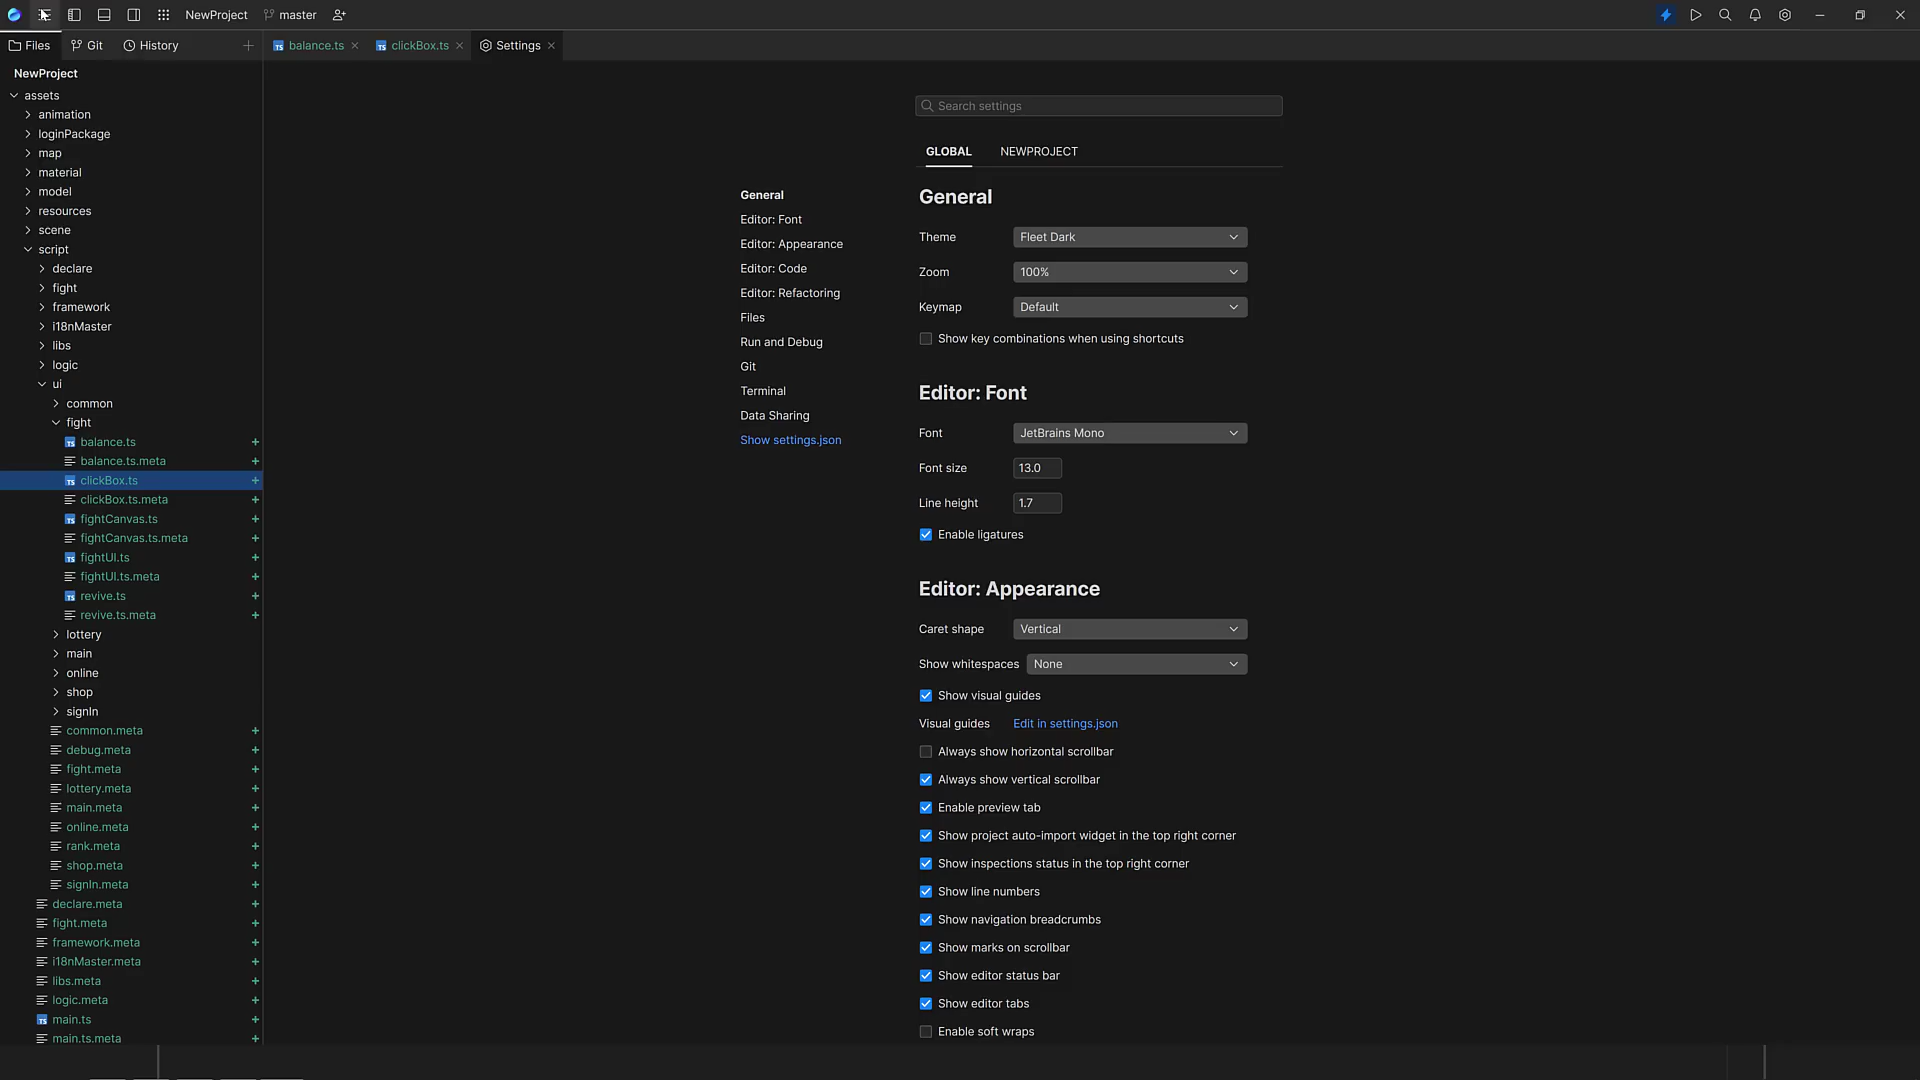 NewProject master
Files Git History balance.ts clickBox.ts Settings
NewProject
assets
animation
loginPackage
map
material
model
resources
scene
script
declare
fight
framework
i18nMaster
libs
logic
ui
common
fight
balance.ts
balance.ts.meta
clickBox.ts
clickBox.ts.meta
fightCanvas.ts
fightCanvas.ts.meta
fightUI.ts
fightUI.ts.meta
revive.ts
revive.ts.meta
lottery
main
online
shop
signIn
common.meta
debug.meta
fight.meta
lottery.meta
main.meta
online.meta
rank.meta
shop.meta
signIn.meta
declare.meta
fight.meta
framework.meta
i18nMaster.meta
libs.meta
logic.meta
main.ts
main.ts.meta
General
Editor: Font
Editor: Appearance
Editor: Code
Editor: Refactoring
Files
Run and Debug
Git
Terminal
Data Sharing
Show settings.json
Search settings
GLOBAL NEWPROJECT
General
Theme Fleet Dark
Zoom 100%
Keymap Default
Show key combinations when using shortcuts
Editor: Font
Font JetBrains Mono
Font size 13.0
Line height 1.7
Enable ligatures
Editor: Appearance
Caret shape Vertical
Show whitespaces None
Show visual guides
Visual guides Edit in settings.json
Always show horizontal scrollbar
Always show vertical scrollbar
Enable preview tab
Show project auto-import widget in the top right corner
Show inspections status in the top right corner
Show line numbers
Show navigation breadcrumbs
Show marks on scrollbar
Show editor status bar
Show editor tabs
Enable soft wraps